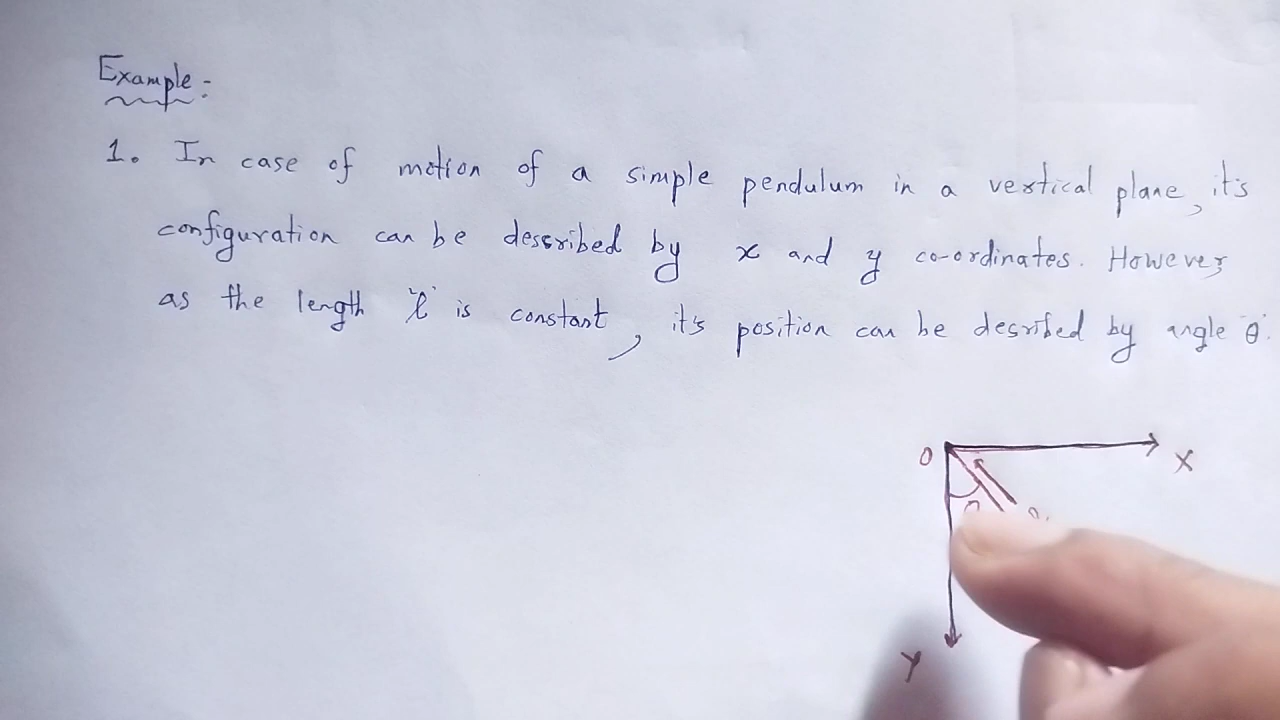 Example:-
1. In case of motion of a simple pendulum in a vertical plane, it's
configuration can be described by x and y co-ordinates. However
as the length 'l' is constant, it's position can be desribed by angle 'θ'.
O
X
Y